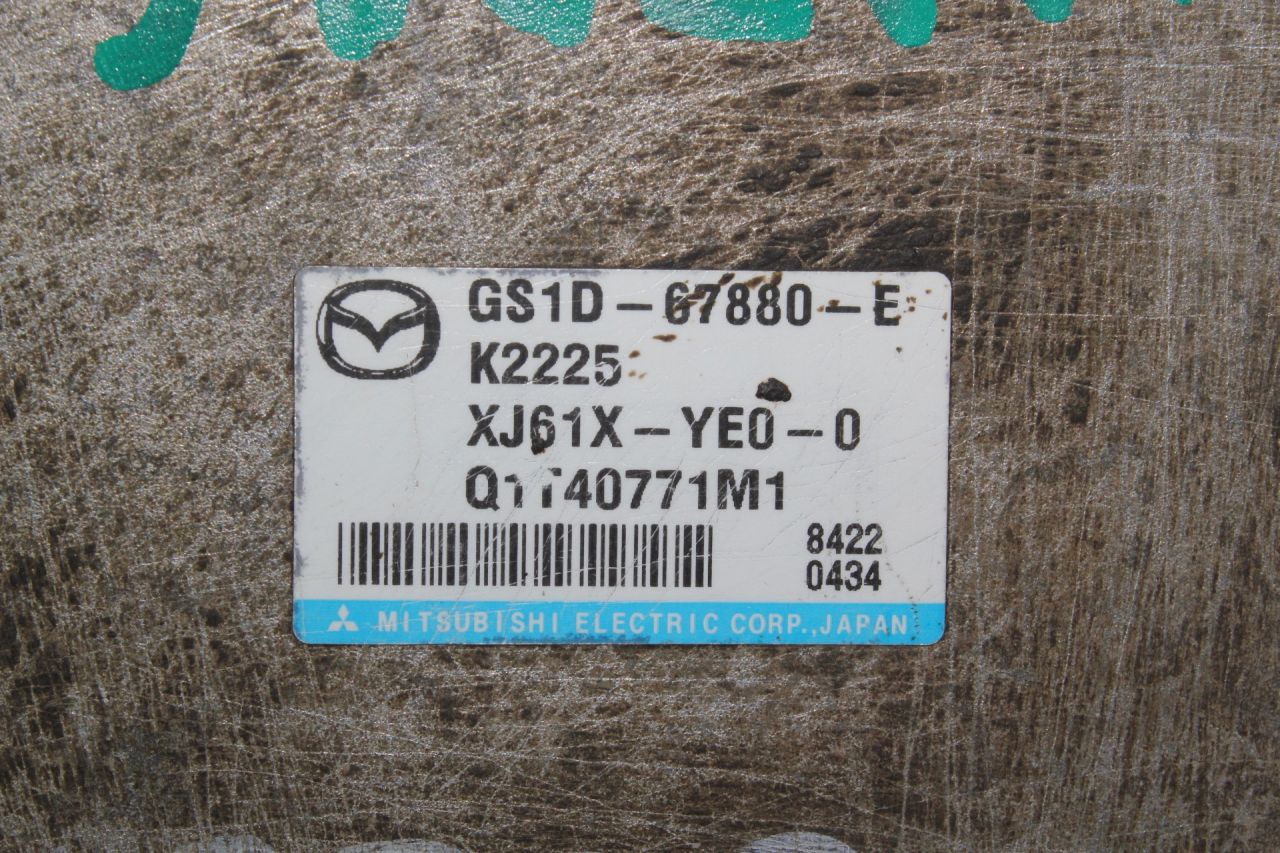 GS1D-67880-E
K2225
XJ61X-YE0-0
Q1T40771M1
8422
0434
MITSUBISHI ELECTRIC CORP.,JAPAN